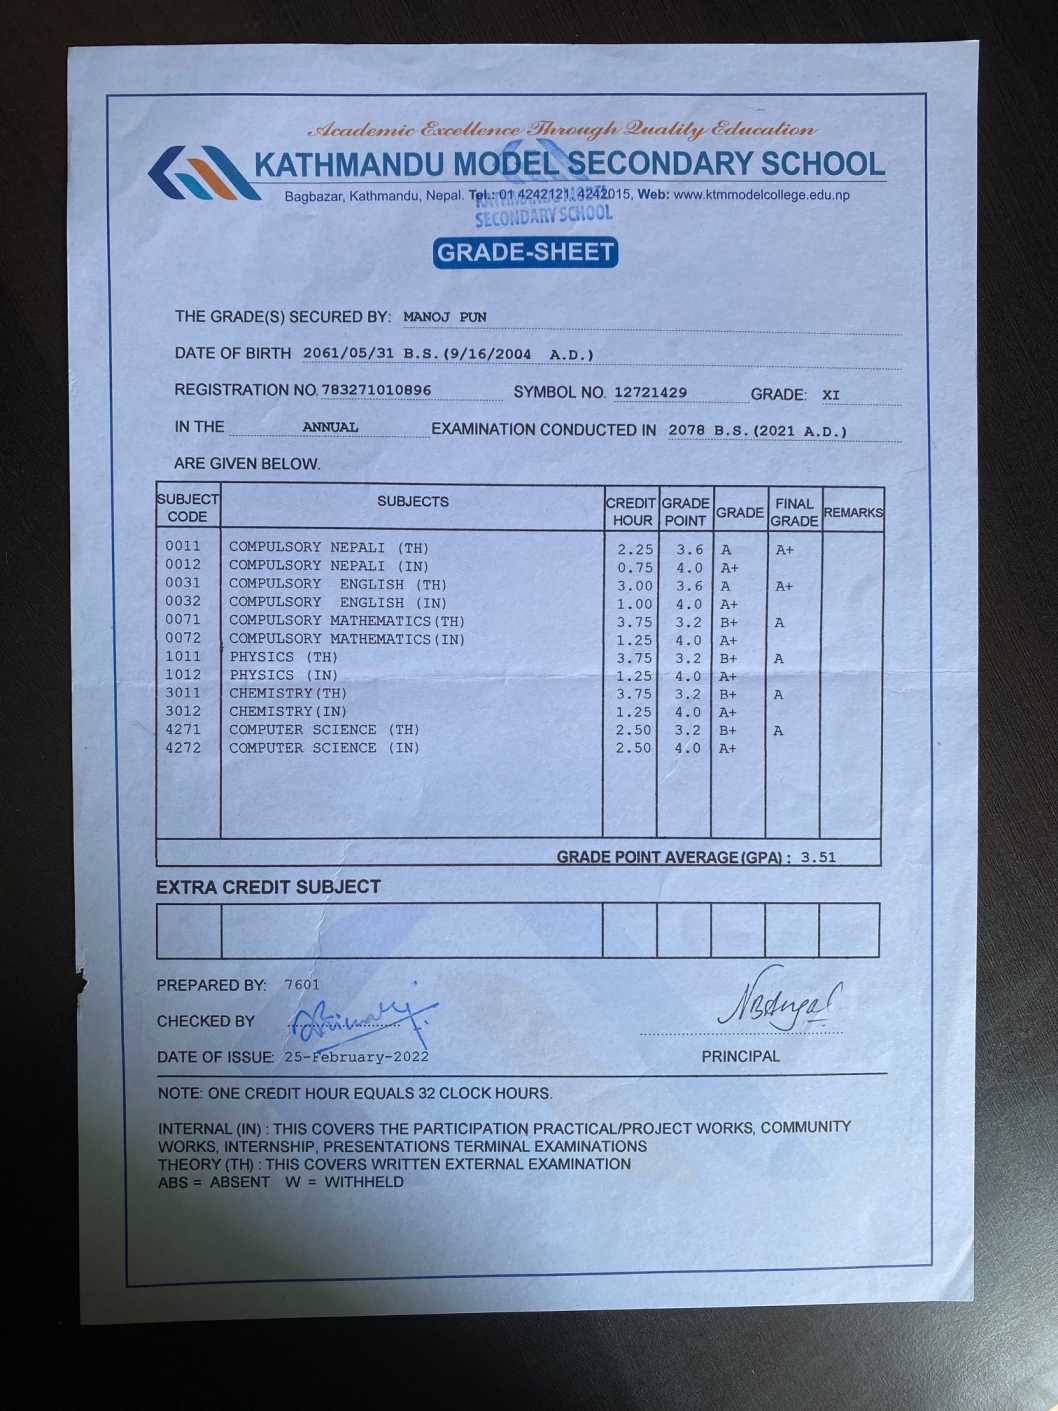 Academic Excellence Through Quality Education
KATHMANDU MODEL SECONDARY SCHOOL
Bagbazar, Kathmandu, Nepal. Tel.: 01 4242121, 4242015, Web: www.ktmmodelcollege.edu.np
KATHMANDU MODEL
SECONDARY SCHOOL
GRADE-SHEET
THE GRADE(S) SECURED BY: MANOJ PUN
DATE OF BIRTH 2061/05/31 B.S.(9/16/2004 A.D.)
REGISTRATION NO. 783271010896 SYMBOL NO. 12721429 GRADE: XI
IN THE ANNUAL EXAMINATION CONDUCTED IN 2078 B.S.(2021 A.D.)
ARE GIVEN BELOW.
SUBJECT CODE SUBJECTS CREDIT HOUR GRADE POINT GRADE FINAL GRADE REMARKS
0011 COMPULSORY NEPALI (TH) 2.25 3.6 A A+
0012 COMPULSORY NEPALI (IN) 0.75 4.0 A+
0031 COMPULSORY ENGLISH (TH) 3.00 3.6 A A+
0032 COMPULSORY ENGLISH (IN) 1.00 4.0 A+
0071 COMPULSORY MATHEMATICS(TH) 3.75 3.2 B+ A
0072 COMPULSORY MATHEMATICS(IN) 1.25 4.0 A+
1011 PHYSICS (TH) 3.75 3.2 B+ A
1012 PHYSICS (IN) 1.25 4.0 A+
3011 CHEMISTRY(TH) 3.75 3.2 B+ A
3012 CHEMISTRY(IN) 1.25 4.0 A+
4271 COMPUTER SCIENCE (TH) 2.50 3.2 B+ A
4272 COMPUTER SCIENCE (IN) 2.50 4.0 A+
GRADE POINT AVERAGE(GPA) : 3.51
EXTRA CREDIT SUBJECT
PREPARED BY: 7601
CHECKED BY
DATE OF ISSUE: 25-February-2022
PRINCIPAL
NOTE: ONE CREDIT HOUR EQUALS 32 CLOCK HOURS.
INTERNAL (IN) : THIS COVERS THE PARTICIPATION PRACTICAL/PROJECT WORKS, COMMUNITY
WORKS, INTERNSHIP, PRESENTATIONS TERMINAL EXAMINATIONS
THEORY (TH) : THIS COVERS WRITTEN EXTERNAL EXAMINATION
ABS = ABSENT W = WITHHELD